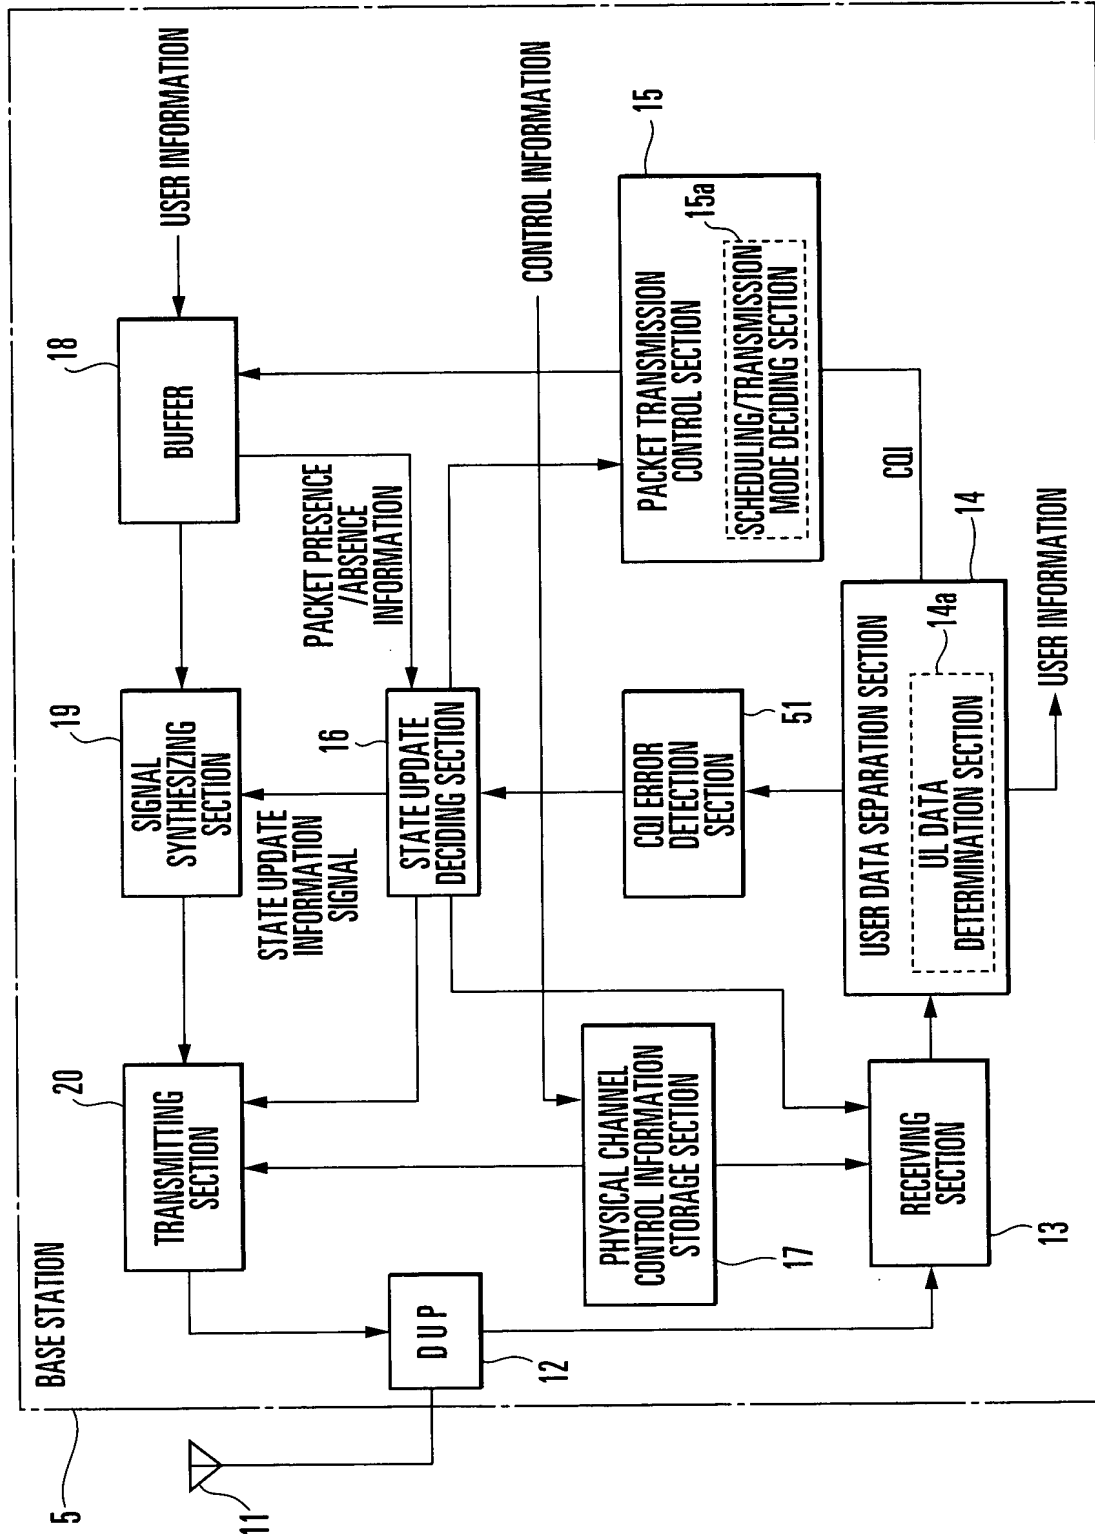 BASE STATION
5
11
DUP
12
20
TRANSMITTING
SECTION
19
SIGNAL
SYNTHESIZING
SECTION
18
BUFFER
USER INFORMATION
STATE UPDATE
INFORMATION
SIGNAL
PACKET PRESENCE
/ABSENCE
INFORMATION
16
STATE UPDATE
DECIDING SECTION
CONTROL INFORMATION
PHYSICAL CHANNEL
CONTROL INFORMATION
STORAGE SECTION
17
CQI ERROR
DETECTION
SECTION
51
15
PACKET TRANSMISSION
CONTROL SECTION
15a
SCHEDULING/TRANSMISSION
MODE DECIDING SECTION
CQI
RECEIVING
SECTION
13
14
USER DATA SEPARATION SECTION
14a
UL DATA
DETERMINATION SECTION
USER INFORMATION